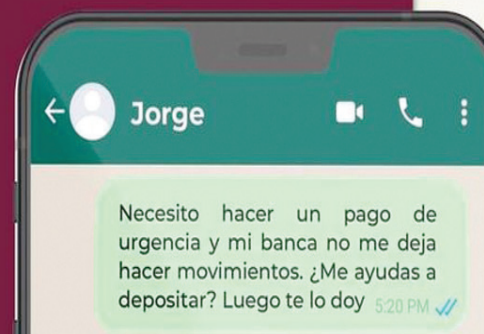 Jorge
Necesito hacer un pago de
urgencia y mi banca no me deja
hacer movimientos. ¿Me ayudas a
depositar? Luego te lo doy 5:20 PM